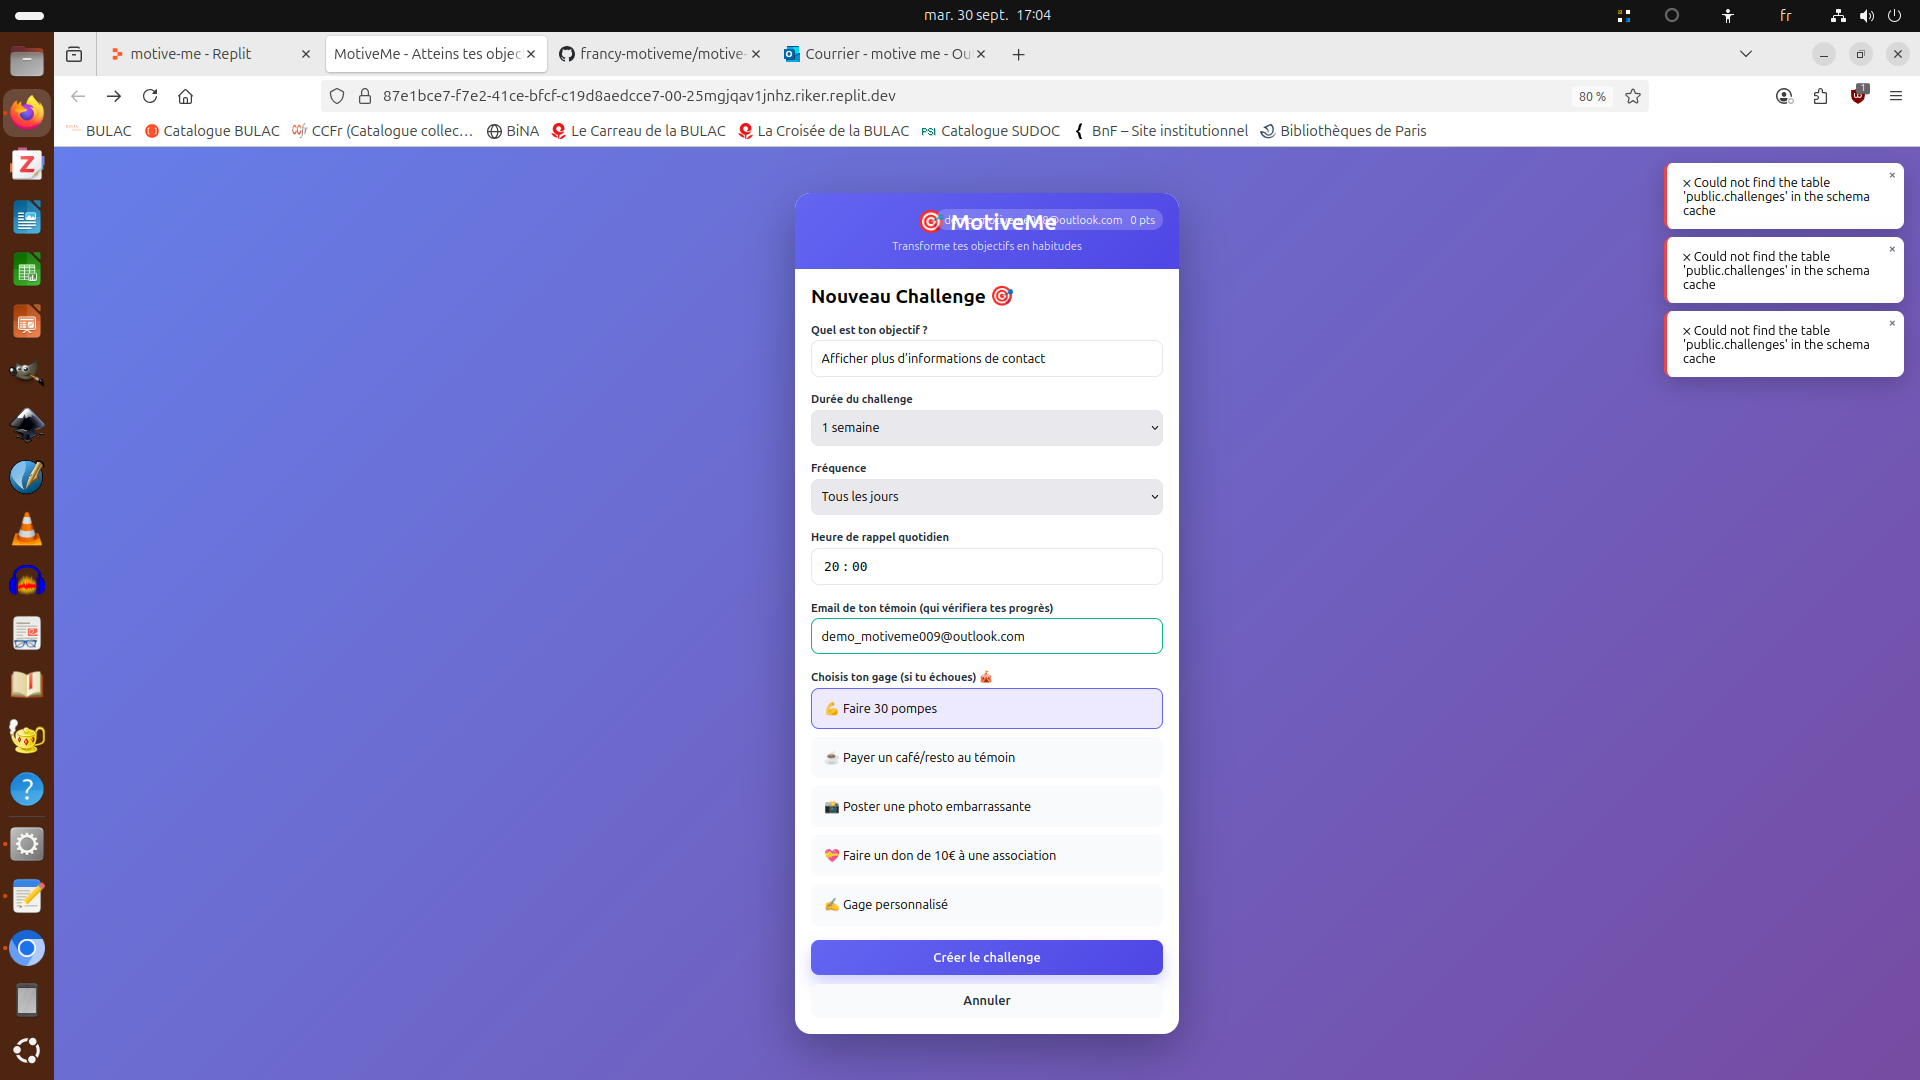 mar. 30 sept. 17:04
fr
motive-me - Replit
MotiveMe - Atteins tes objec
francy-motiveme/motive-
Courrier - motive me - Ou
87e1bce7-f7e2-41ce-bfcf-c19d8aedcce7-00-25mgjqav1jnhz.riker.replit.dev
80 %
1
BULAC
Catalogue BULAC
CCFr (Catalogue collec…
BiNA
Le Carreau de la BULAC
La Croisée de la BULAC
Catalogue SUDOC
BnF – Site institutionnel
Bibliothèques de Paris
MotiveMe
demo_motiveme009@outlook.com 0 pts
Transforme tes objectifs en habitudes
Nouveau Challenge
Quel est ton objectif ?
Afficher plus d’informations de contact
Durée du challenge
1 semaine
Fréquence
Tous les jours
Heure de rappel quotidien
20 : 00
Email de ton témoin (qui vérifiera tes progrès)
demo_motiveme009@outlook.com
Choisis ton gage (si tu échoues)
Faire 30 pompes
Payer un café/resto au témoin
Poster une photo embarrassante
Faire un don de 10€ à une association
Gage personnalisé
Créer le challenge
Annuler
× Could not find the table
'public.challenges' in the schema
cache
× Could not find the table
'public.challenges' in the schema
cache
× Could not find the table
'public.challenges' in the schema
cache